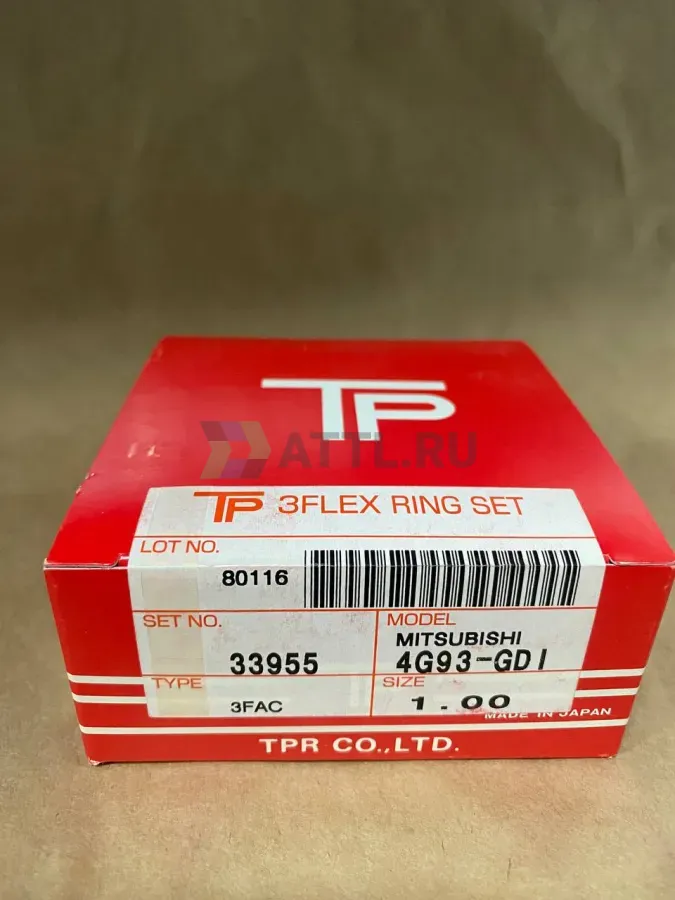 TP
ATTL.RU
TP 3FLEX RING SET
LOT NO.
80116
SET NO.
33955
MODEL
MITSUBISHI
4G93-GDI
TYPE
3FAC
SIZE
1.00
MADE IN JAPAN
TPR CO.,LTD.